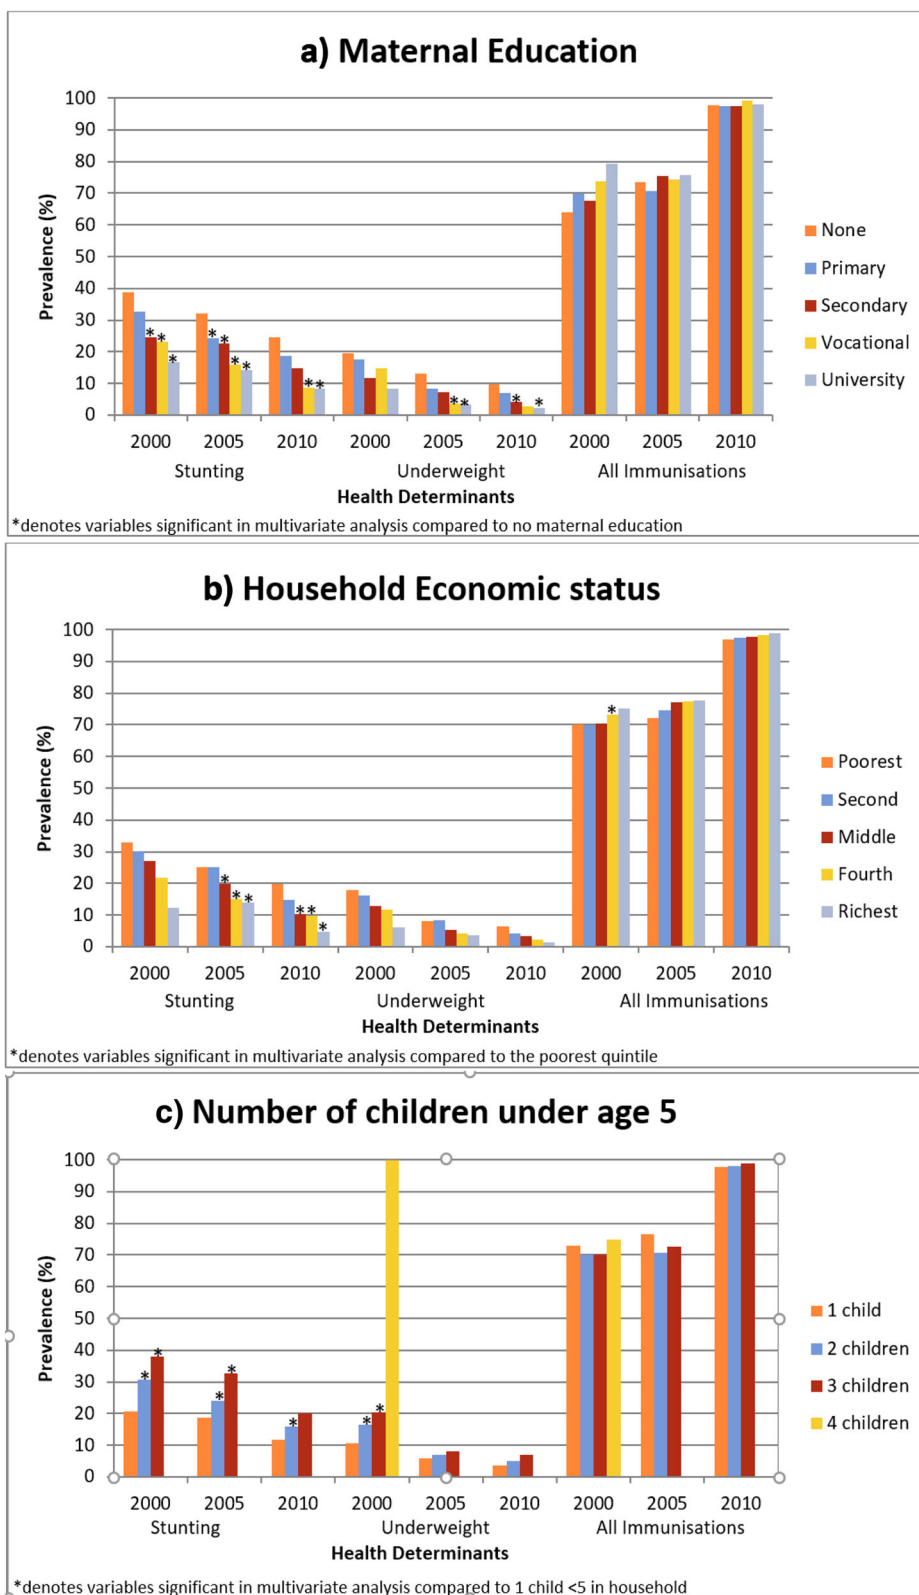 a) Maternal Education
100
90
80
70
60
50
40
30
20
10
0
Prevalence (%)
* * * * * * * * * * * * *
2000 2005 2010 2000 2005 2010 2000 2005 2010
Stunting Underweight All Immunisations
Health Determinants
None
Primary
Secondary
Vocational
University
*denotes variables significant in multivariate analysis compared to no maternal education
b) Household Economic status
100
90
80
70
60
50
40
30
20
10
0
Prevalence (%)
* * * * * * *
2000 2005 2010 2000 2005 2010 2000 2005 2010
Stunting Underweight All Immunisations
Health Determinants
Poorest
Second
Middle
Fourth
Richest
*denotes variables significant in multivariate analysis compared to the poorest quintile
c) Number of children under age 5
100
90
80
70
60
50
40
30
20
10
0
Prevalence (%)
* * * * * * *
2000 2005 2010 2000 2005 2010 2000 2005 2010
Stunting Underweight All Immunisations
Health Determinants
1 child
2 children
3 children
4 children
*denotes variables significant in multivariate analysis compared to 1 child <5 in household